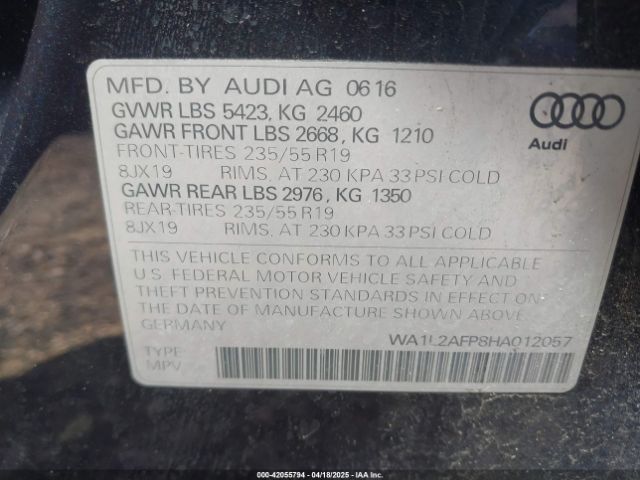 MFD. BY AUDI AG 06 16
GVWR LBS 5423, KG 2460
GAWR FRONT LBS 2668, KG 1210
FRONT-TIRES 235/55 R19
8JX19 RIMS. AT 230 KPA 33 PSI COLD
GAWR REAR LBS 2976, KG 1350
REAR-TIRES 235/55 R19
8JX19 RIMS. AT 230 KPA 33 PSI COLD
Audi
THIS VEHICLE CONFORMS TO ALL APPLICABLE
U.S. FEDERAL MOTOR VEHICLE SAFETY AND
THEFT PREVENTION STANDARDS IN EFFECT ON
THE DATE OF MANUFACTURE SHOWN ABOVE.
GERMANY
WA1L2AFP8HA012057
TYPE:
MPV
000-42055794 - 04/18/2025 - IAA Inc.